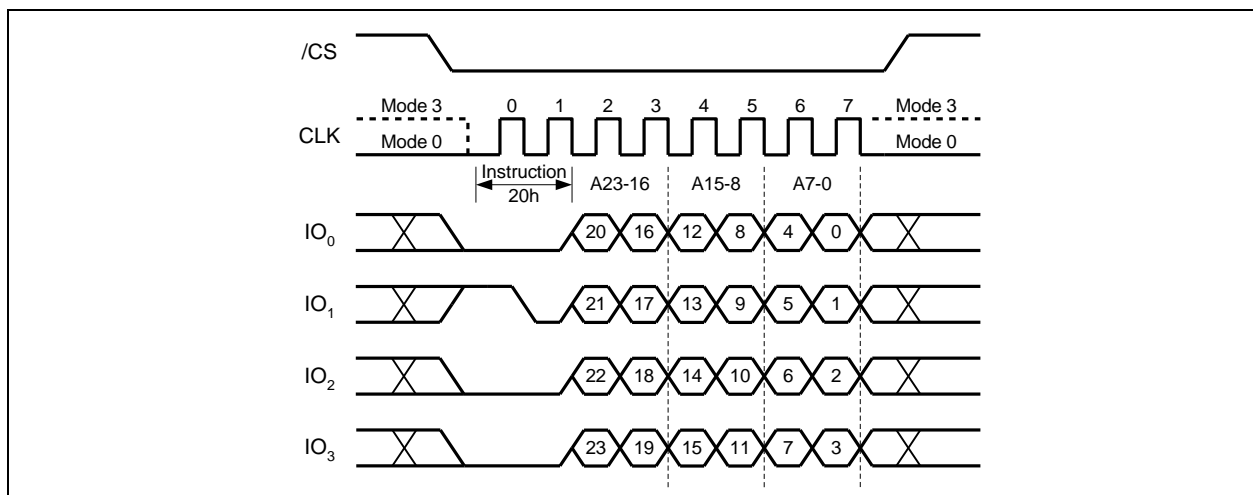 /CS
Mode 3 0 1 2 3 4 5 6 7 Mode 3
CLK
Mode 0 Mode 0
Instruction
20h
A23-16 A15-8 A7-0
IO0 20 16 12 8 4 0
IO1 21 17 13 9 5 1
IO2 22 18 14 10 6 2
IO3 23 19 15 11 7 3